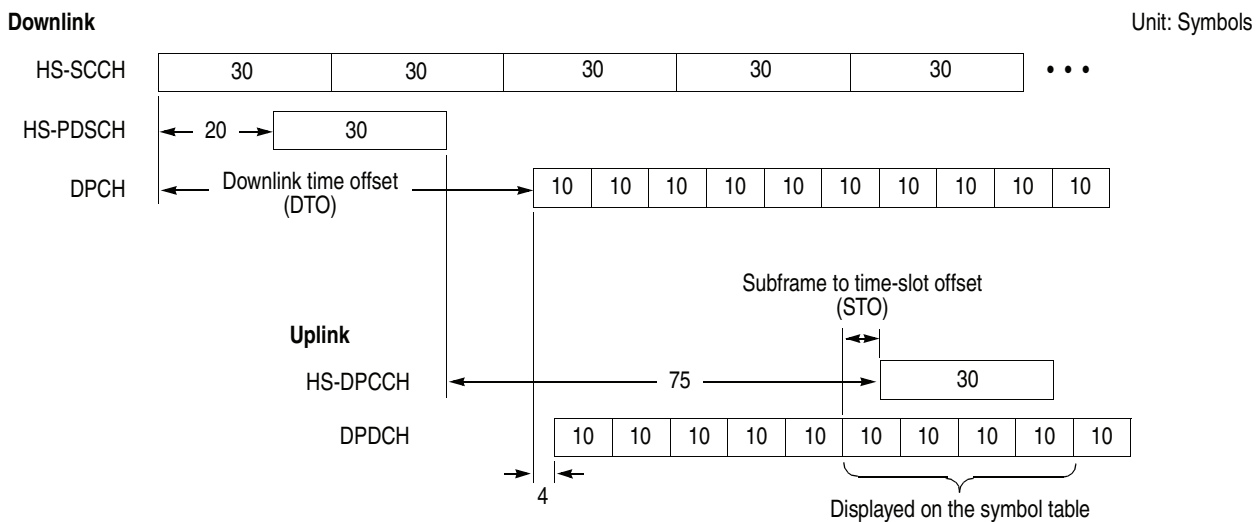 Downlink
Unit: Symbols
HS-SCCH 30 30 30 30 30 • • •
HS-PDSCH 20 30
DPCH Downlink time offset 10 10 10 10 10 10 10 10 10 10
(DTO)
Subframe to time-slot offset
(STO)
Uplink
HS-DPCCH 75 30
DPDCH 10 10 10 10 10 10 10 10 10 10
4
Displayed on the symbol table